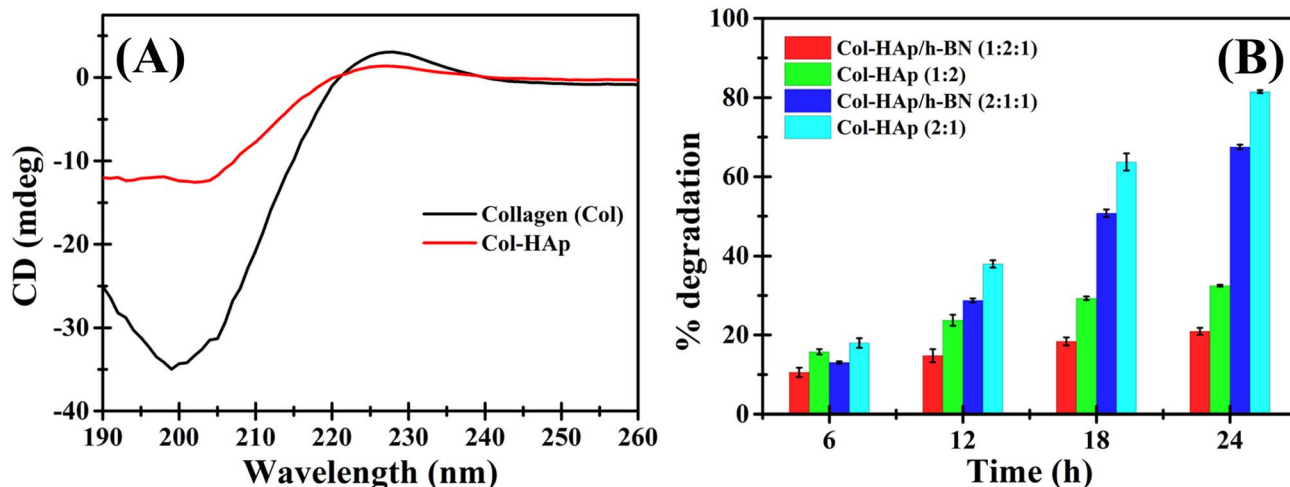 (A)
CD (mdeg)
0
-10
-20
-30
-40
190 200 210 220 230 240 250 260
Wavelength (nm)
Collagen (Col)
Col-HAp
(B)
% degradation
100
80
60
40
20
0
6 12 18 24
Time (h)
Col-HAp/h-BN (1:2:1)
Col-HAp (1:2)
Col-HAp/h-BN (2:1:1)
Col-HAp (2:1)